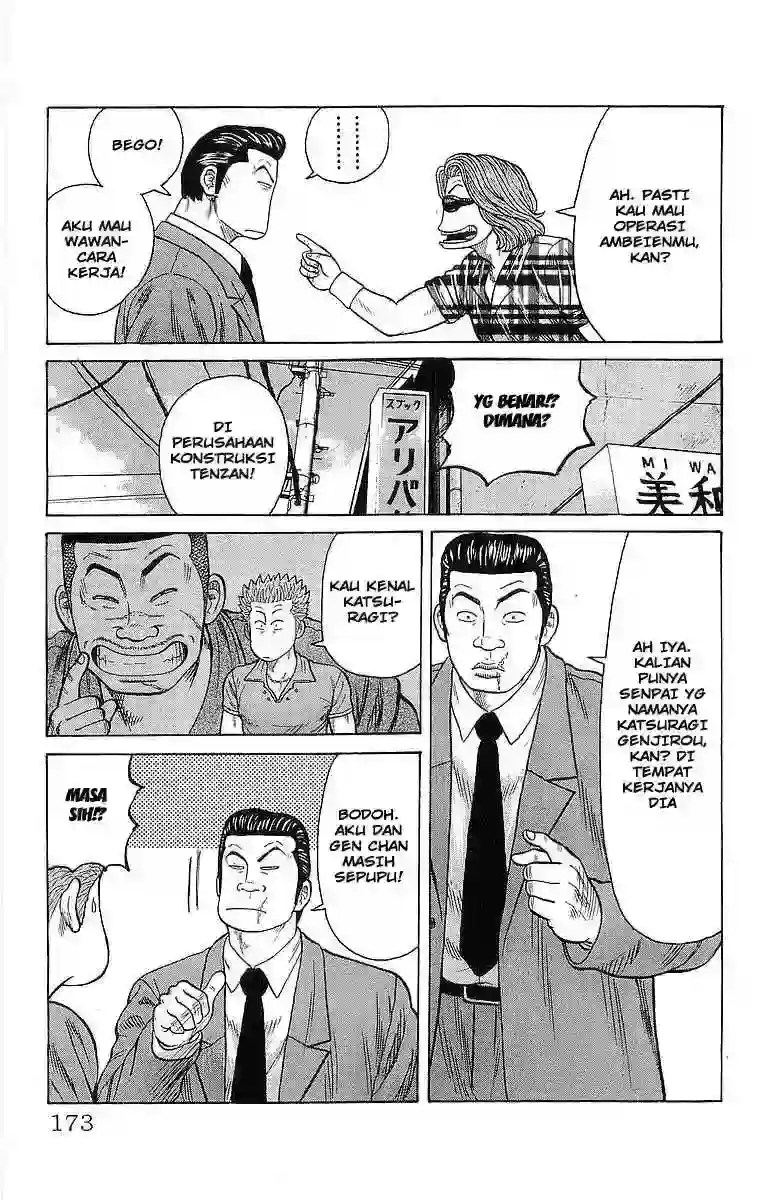 AH. PASTI
KAU MAU
OPERASI
AMBEIENMU,
KAN?
BEGO!
AKU MAU
WAWAN-
CARA
KERJA!
YG BENAR!?
DIMANA?
DI
PERUSAHAAN
KONSTRUKSI
TENZAN!
スナック
アリバ
MIWA
美和
AH IYA.
KALIAN
PUNYA
SENPAI YG
NAMANYA
KATSURAGI
GENJIROU,
KAN? DI
TEMPAT
KERJANYA
DIA
KAU KENAL
KATSU-
RAGI?
BODOH.
AKU DAN
GEN CHAN
MASIH
SEPUPU!
MASA
SIH!?
173